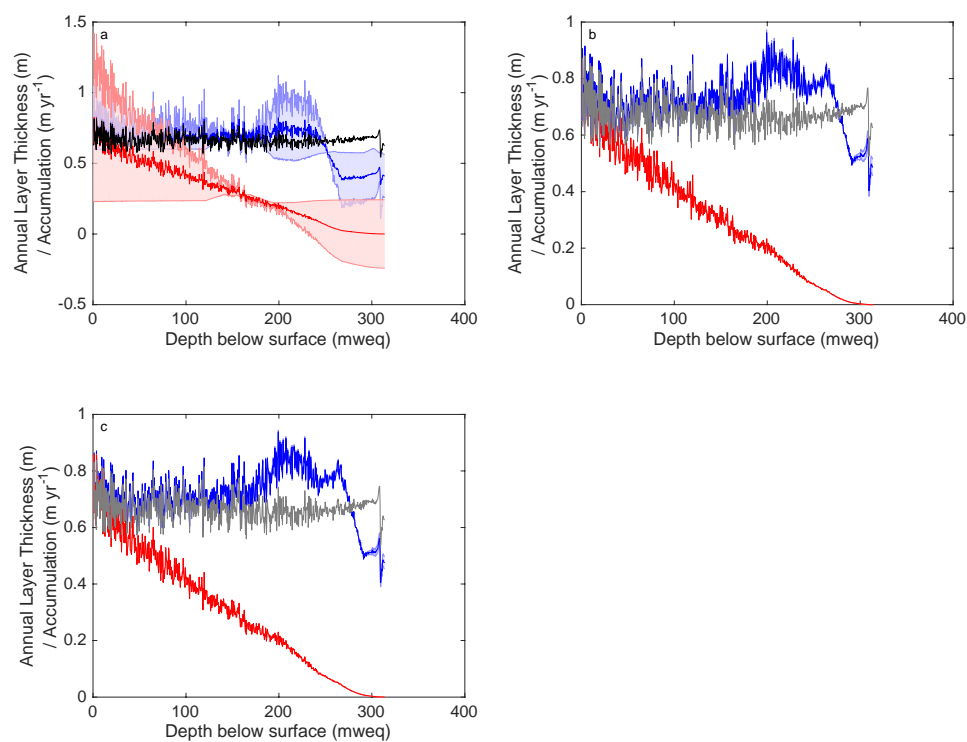 a
1.5
1
0.5
0
-0.5
0
100
200
300
400
Depth below surface (mweq)
Annual Layer Thickness (m)
/ Accumulation (m yr-1)
b
1
0.8
0.6
0.4
0.2
0
0
100
200
300
400
Depth below surface (mweq)
Annual Layer Thickness (m)
/ Accumulation (m yr-1)
c
1
0.8
0.6
0.4
0.2
0
0
100
200
300
400
Depth below surface (mweq)
Annual Layer Thickness (m)
/ Accumulation (m yr-1)